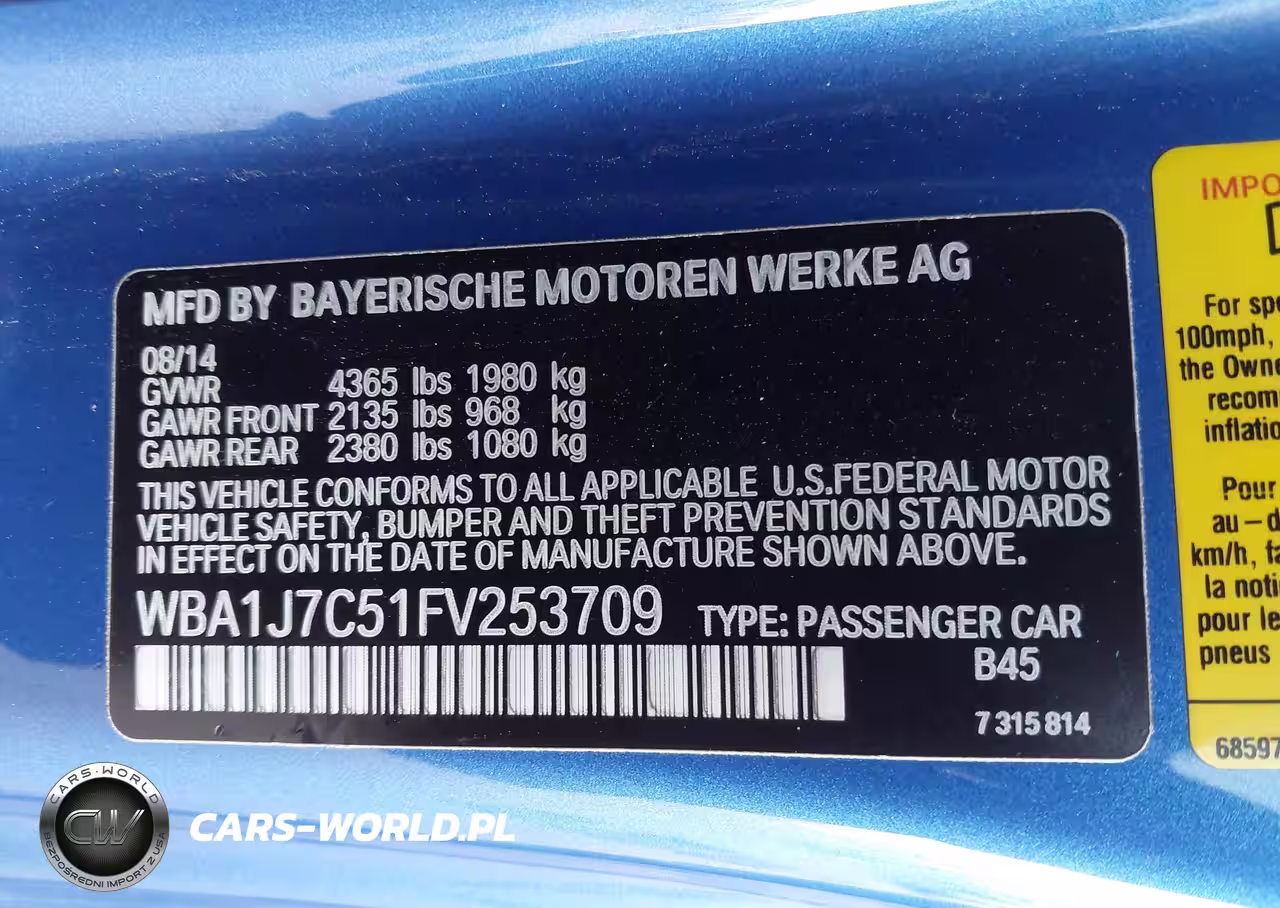 MFD BY BAYERISCHE MOTOREN WERKE AG
08/14
GVWR 4365 lbs 1980 kg
GAWR FRONT 2135 lbs 968 kg
GAWR REAR 2380 lbs 1080 kg
THIS VEHICLE CONFORMS TO ALL APPLICABLE U.S.FEDERAL MOTOR
VEHICLE SAFETY, BUMPER AND THEFT PREVENTION STANDARDS
IN EFFECT ON THE DATE OF MANUFACTURE SHOWN ABOVE.
WBA1J7C51FV253709 TYPE: PASSENGER CAR
B45
7 315 814
IMPO
For spe
100mph,
the Owne
recom
inflatio
Pour
au-d
km/h, fa
la noti
pour le
pneus
68597
CARS-WORLD
CW
BEZPOŚREDNI IMPORT Z USA
CARS-WORLD.PL